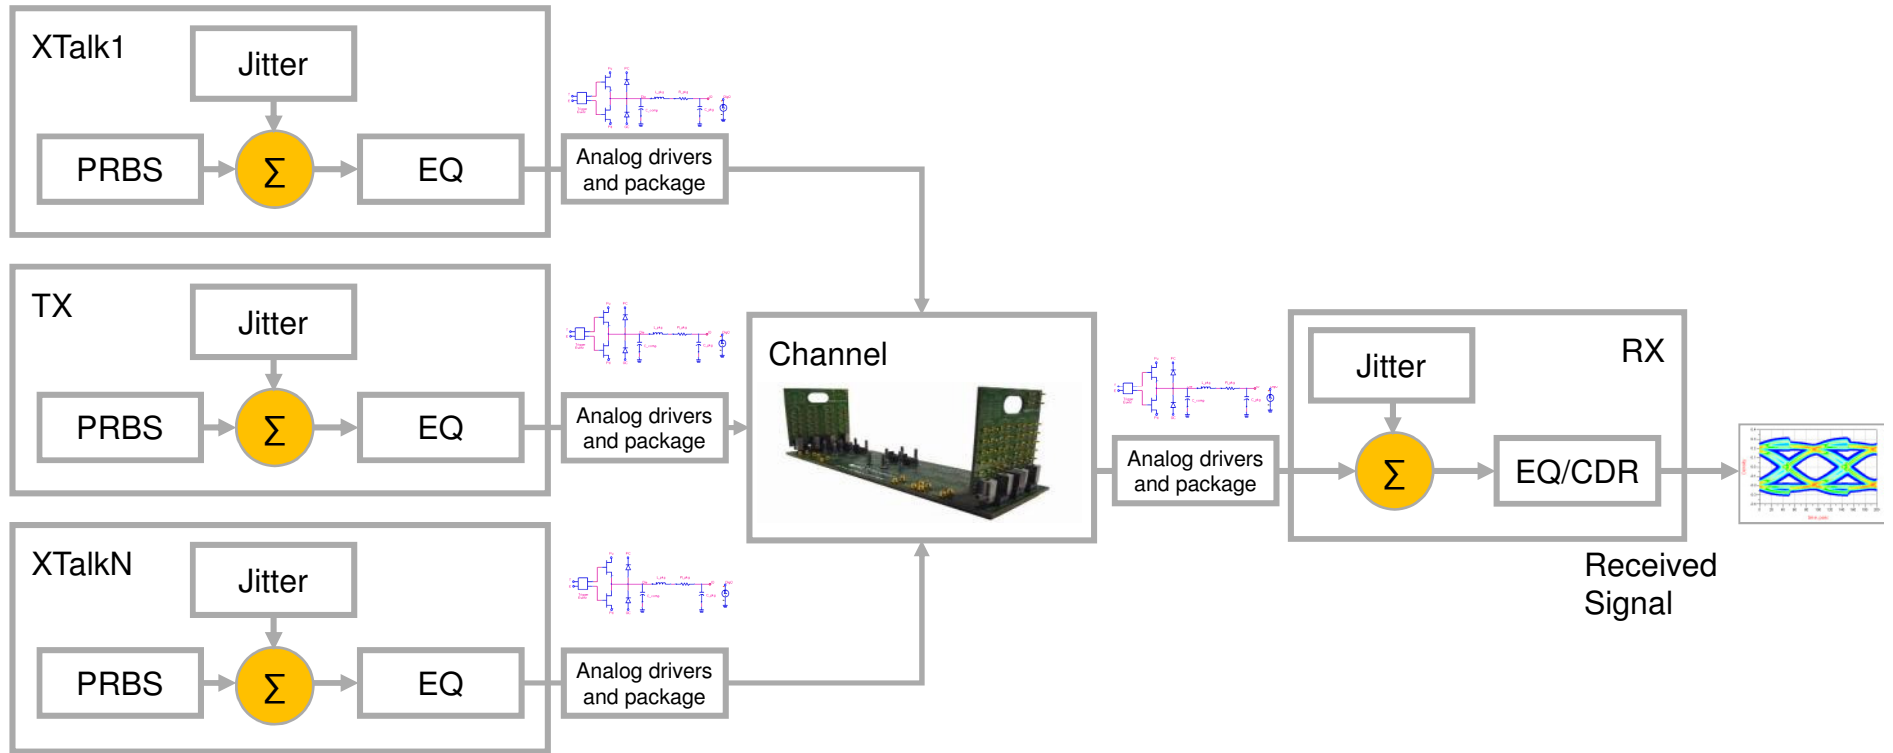 XTalk1
Jitter
PRBS
Σ
EQ
Analog drivers
and package
TX
Jitter
PRBS
Σ
EQ
Analog drivers
and package
XTalkN
Jitter
PRBS
Σ
EQ
Analog drivers
and package
Channel
Analog drivers
and package
RX
Jitter
Σ
EQ/CDR
Received
Signal